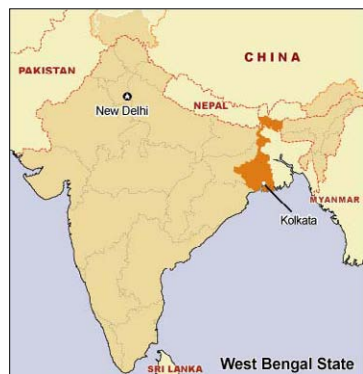 CHINA
PAKISTAN
New Delhi
NEPAL
MYANMAR
Kolkata
SRI LANKA
West Bengal State